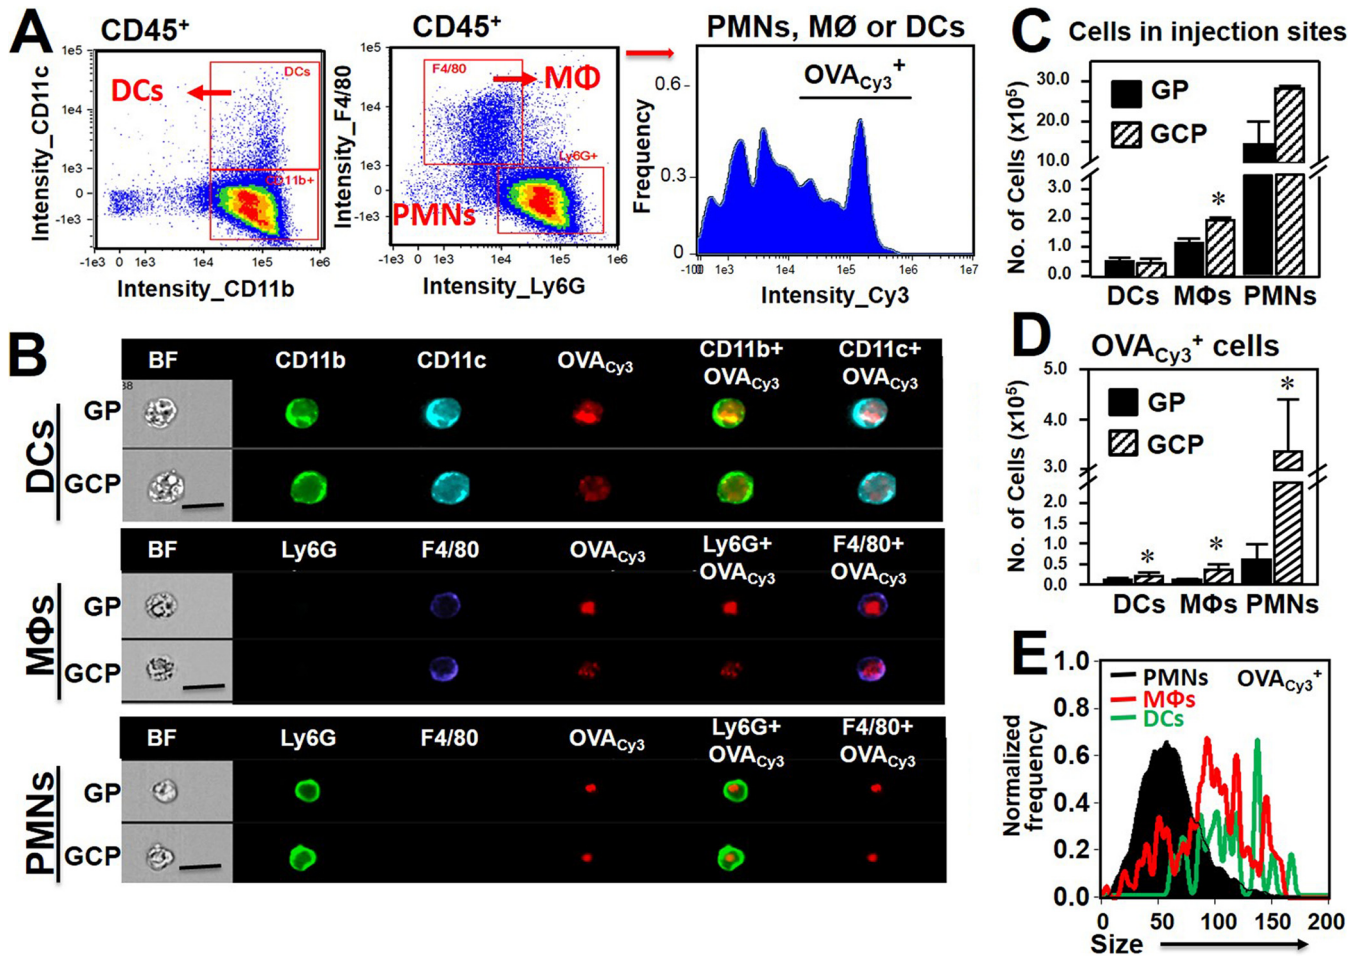 A
CD45+
Intensity_CD11c
1e5
1e4
1e3
0
-1e3
DCs
DCs
CD11b+
-1e3 0 1e3 1e4 1e5 1e6
Intensity_CD11b
CD45+
Intensity_F4/80
1e5
1e4
1e3
0
-1e3
F4/80
MΦ
Ly6G+
PMNs
-1e3 0 1e3 1e4 1e5 1e6
Intensity_Ly6G
PMNs, MØ or DCs
OVACy3+
Frequency
0.6
0.3
0
1e3 1e4 1e5 1e6 1e7
Intensity_Cy3
B
BF CD11b CD11c OVACy3 CD11b+ OVACy3 CD11c+ OVACy3
DCs
GP
GCP
BF Ly6G F4/80 OVACy3 Ly6G+ OVACy3 F4/80+ OVACy3
MΦs
GP
GCP
BF Ly6G F4/80 OVACy3 Ly6G+ OVACy3 F4/80+ OVACy3
PMNs
GP
GCP
C
Cells in injection sites
No. of Cells (x10⁵)
30.0
20.0
10.0
3.0
2.0
1.0
0.0
GP
GCP
*
DCs MΦs PMNs
D
OVACy3+ cells
No. of Cells (x10⁵)
5.0
4.0
3.0
2.0
1.5
1.0
0.5
0.0
GP
GCP
* * *
DCs MΦs PMNs
E
Normalized
frequency
1.0
0.8
0.6
0.4
0.2
0.0
PMNs
MΦs
DCs
OVACy3+
0 50 100 150 200
Size